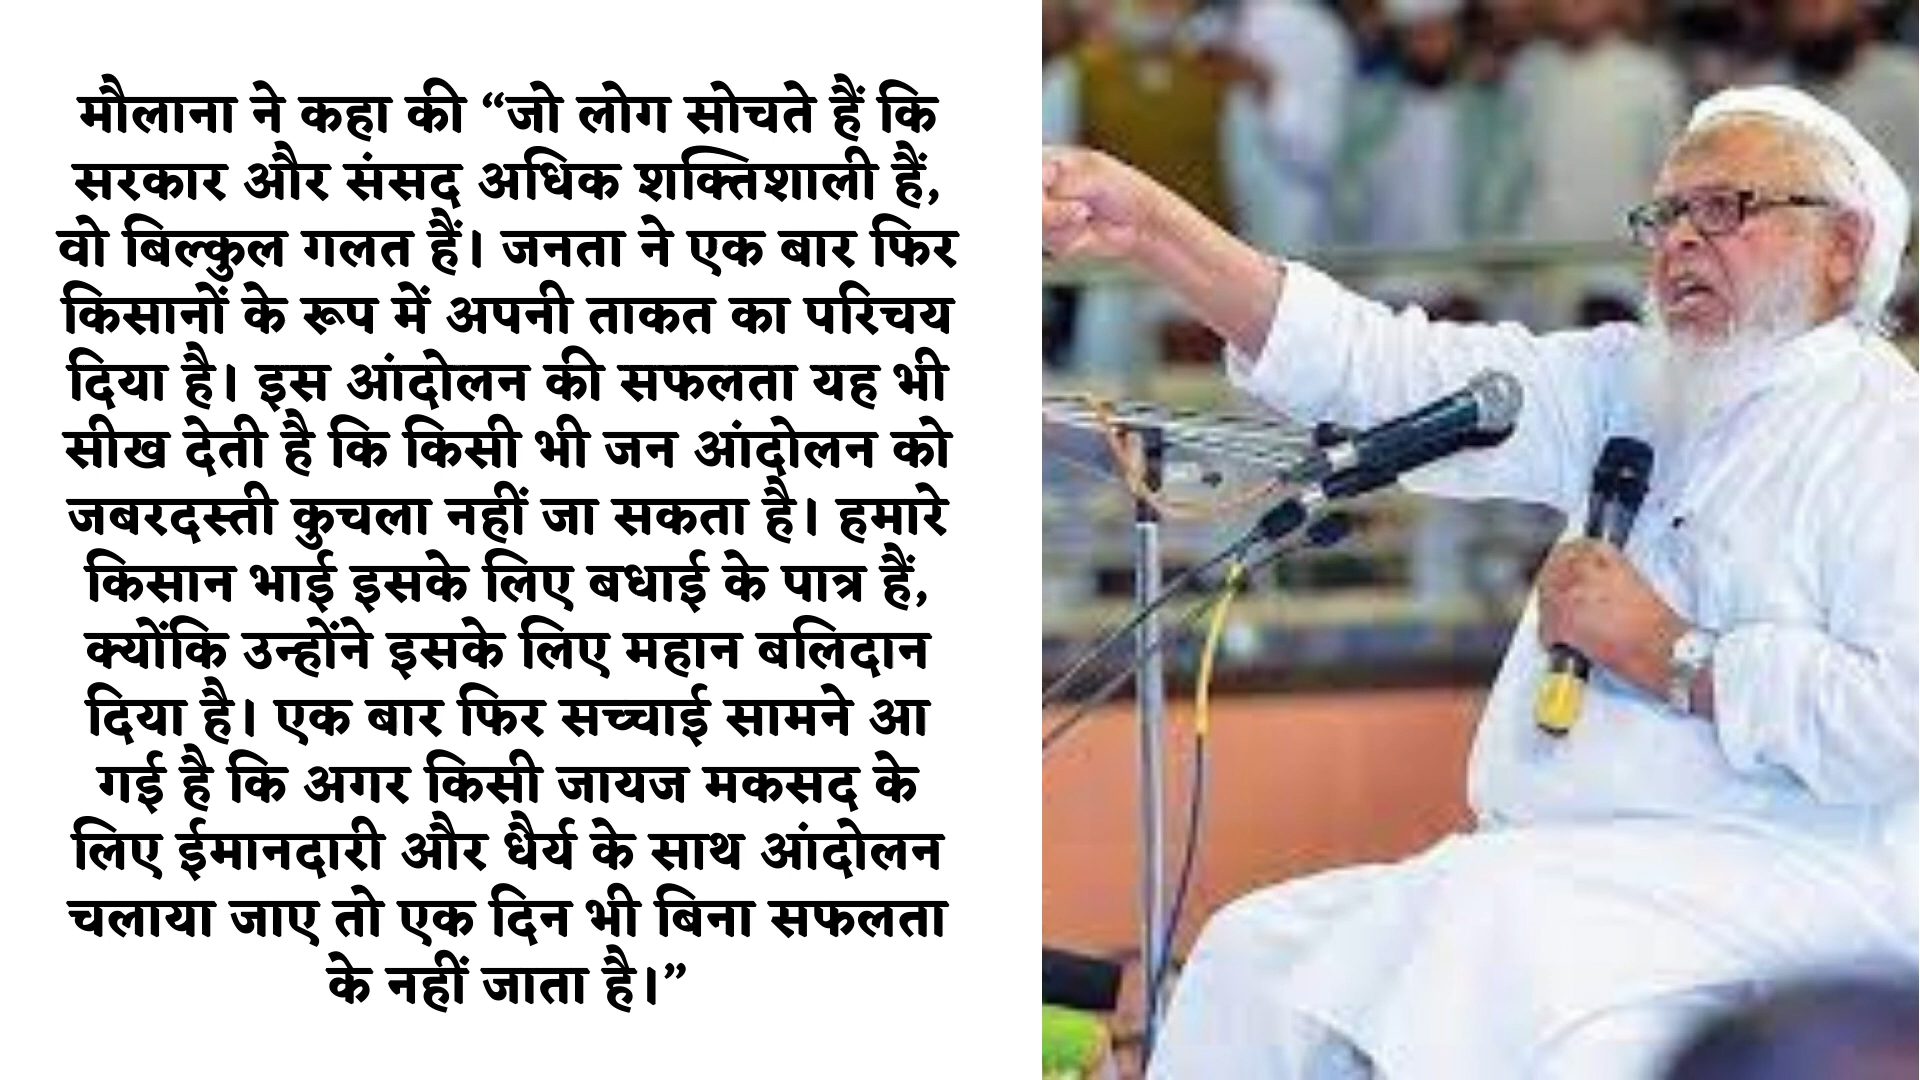 मौलाना ने कहा की “जो लोग सोचते हैं कि
सरकार और संसद अधिक शक्तिशाली हैं,
वो बिल्कुल गलत हैं। जनता ने एक बार फिर
किसानों के रूप में अपनी ताकत का परिचय
दिया है। इस आंदोलन की सफलता यह भी
सीख देती है कि किसी भी जन आंदोलन को
जबरदस्ती कुचला नहीं जा सकता है। हमारे
किसान भाई इसके लिए बधाई के पात्र हैं,
क्योंकि उन्होंने इसके लिए महान बलिदान
दिया है। एक बार फिर सच्चाई सामने आ
गई है कि अगर किसी जायज मकसद के
लिए ईमानदारी और धैर्य के साथ आंदोलन
चलाया जाए तो एक दिन भी बिना सफलता
के नहीं जाता है।”